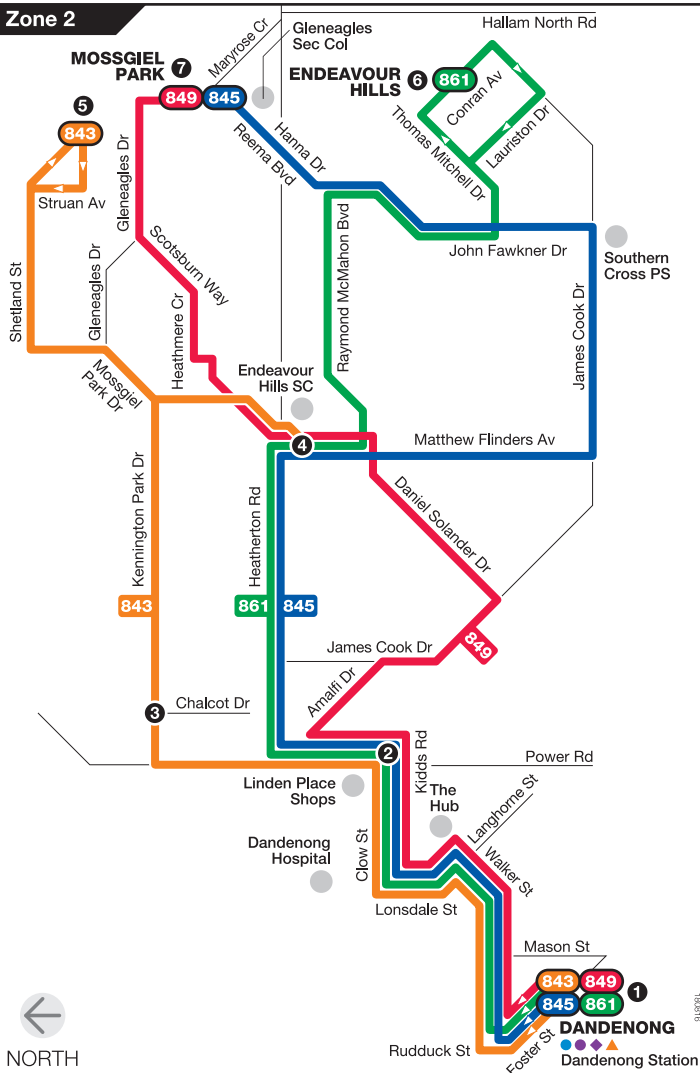 Zone 2
Hallam North Rd
Maryrose Cr
Gleneagles
Sec Col
MOSSGIEL
PARK
7
849
845
ENDEAVOUR
HILLS
6
861
Conran Av
Lauriston Dr
Thomas Mitchell Dr
5
843
Struan Av
Gleneagles Dr
Reema Bvd
Hanna Dr
Raymond McMahon Bvd
John Fawkner Dr
Southern
Cross PS
Shetland St
Gleneagles Dr
Scotsburn Way
Heathmere Cr
James Cook Dr
Mossgiel
Park Dr
Endeavour
Hills SC
4
Matthew Flinders Av
Kennington Park Dr
Heatherton Rd
Daniel Solander Dr
843
861
845
849
James Cook Dr
Amalfi Dr
3
Chalcot Dr
2
Kidds Rd
Power Rd
Linden Place
Shops
The
Hub
Langhorne St
Walker St
Dandenong
Hospital
Clow St
Lonsdale St
Mason St
843
849
845
861
1
DANDENONG
Dandenong Station
Rudduck St
Foster St
NORTH
180816